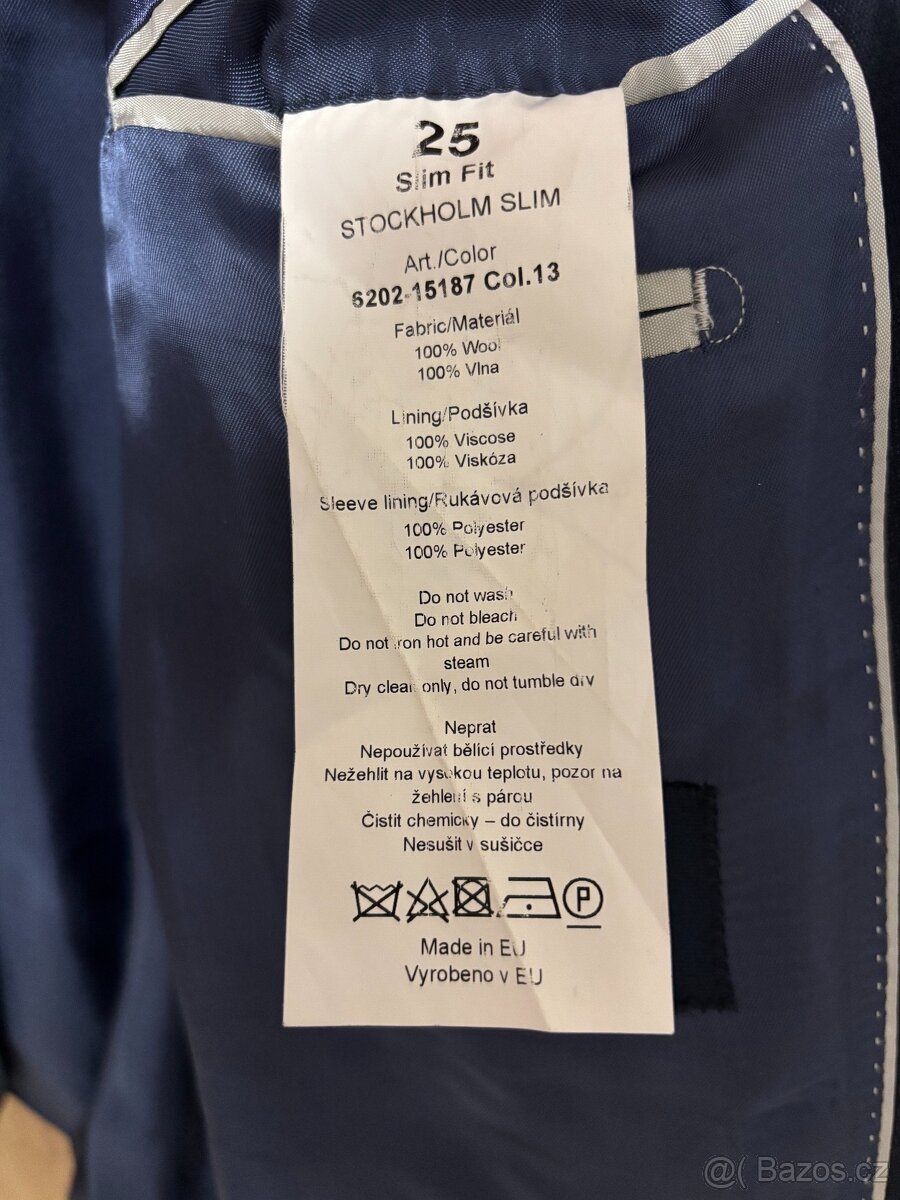 25
Slim Fit
STOCKHOLM SLIM
Art./Color
6202-15187 Col.13
Fabric/Materiál
100% Wool
100% Vlna
Lining/Podšívka
100% Viscose
100% Viskóza
Sleeve lining/Rukávová podšívka
100% Polyester
100% Polyester
Do not wash
Do not bleach
Do not iron hot and be careful with
steam
Dry clean only, do not tumble dry
Neprat
Nepoužívat bělící prostředky
Nežehlit na vysokou teplotu, pozor na
žehlení s párou
Čistit chemicky – do čistírny
Nesušit v sušičce
P
Made in EU
Vyrobeno v EU
@( Bazos.cz